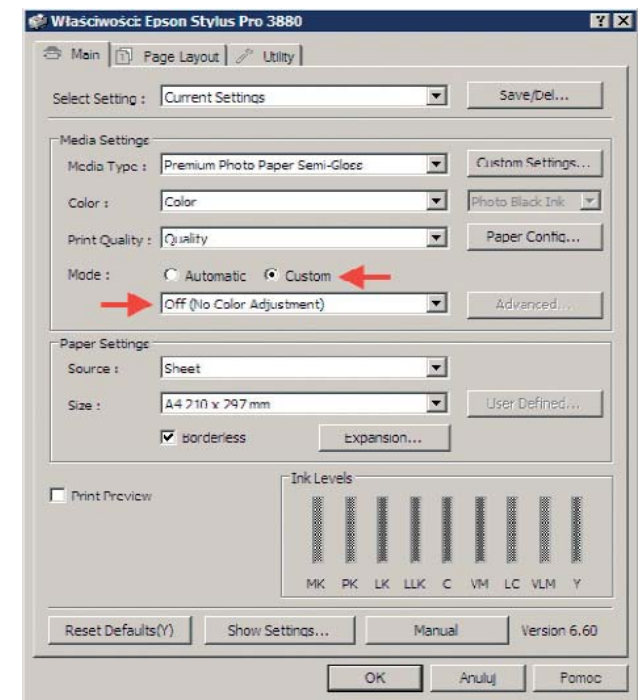 Właściwości: Epson Stylus Pro 3880
Main Page Layout Utility
Select Setting : Current Settings Save/Del...
Media Settings
Media Type : Premium Photo Paper Semi-Gloss Custom Settings...
Color : Color Photo Black Ink
Print Quality : Quality Paper Config...
Mode : Automatic Custom
Off (No Color Adjustment) Advanced...
Paper Settings
Source : Sheet
Size : A4 210 x 297 mm User Defined...
Borderless Expansion...
Print Preview
Ink Levels
MK PK LK LLK C VM LC VLM Y
Reset Defaults(Y) Show Settings... Manual Version 6.60
OK Anuluj Pomoc